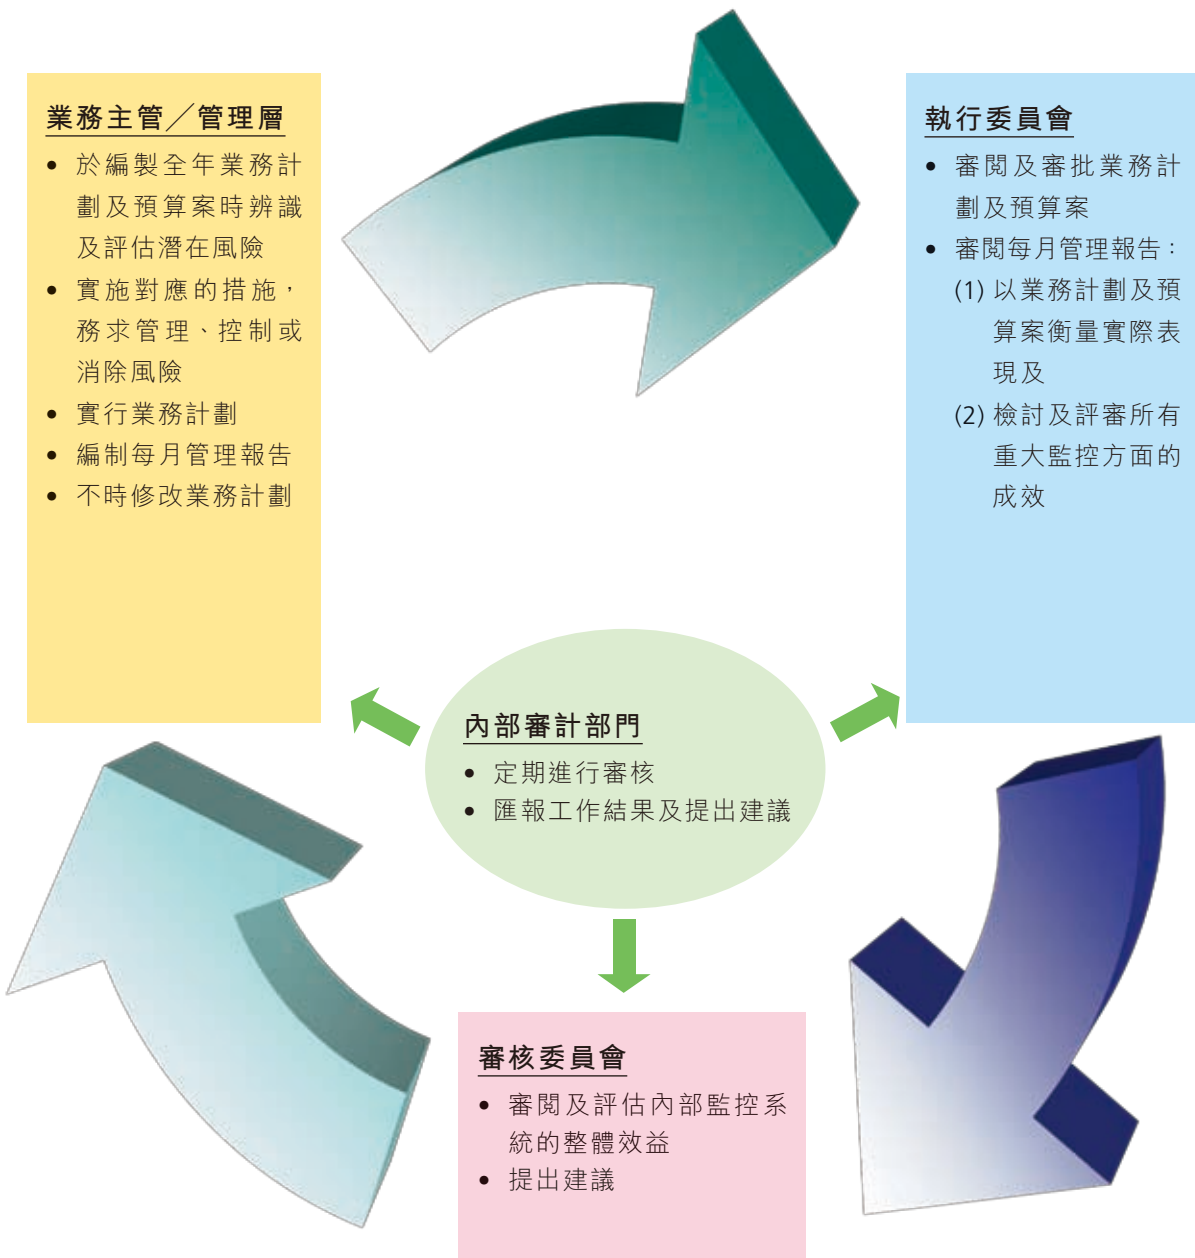 業務主管／管理層
• 於編製全年業務計
劃及預算案時辨識
及評估潛在風險
• 實施對應的措施，
務求管理、控制或
消除風險
• 實行業務計劃
• 編制每月管理報告
• 不時修改業務計劃
執行委員會
• 審閱及審批業務計
劃及預算案
• 審閱每月管理報告：
(1) 以業務計劃及預
算案衡量實際表
現及
(2) 檢討及評審所有
重大監控方面的
成效
內部審計部門
• 定期進行審核
• 匯報工作結果及提出建議
審核委員會
• 審閱及評估內部監控系
統的整體效益
• 提出建議